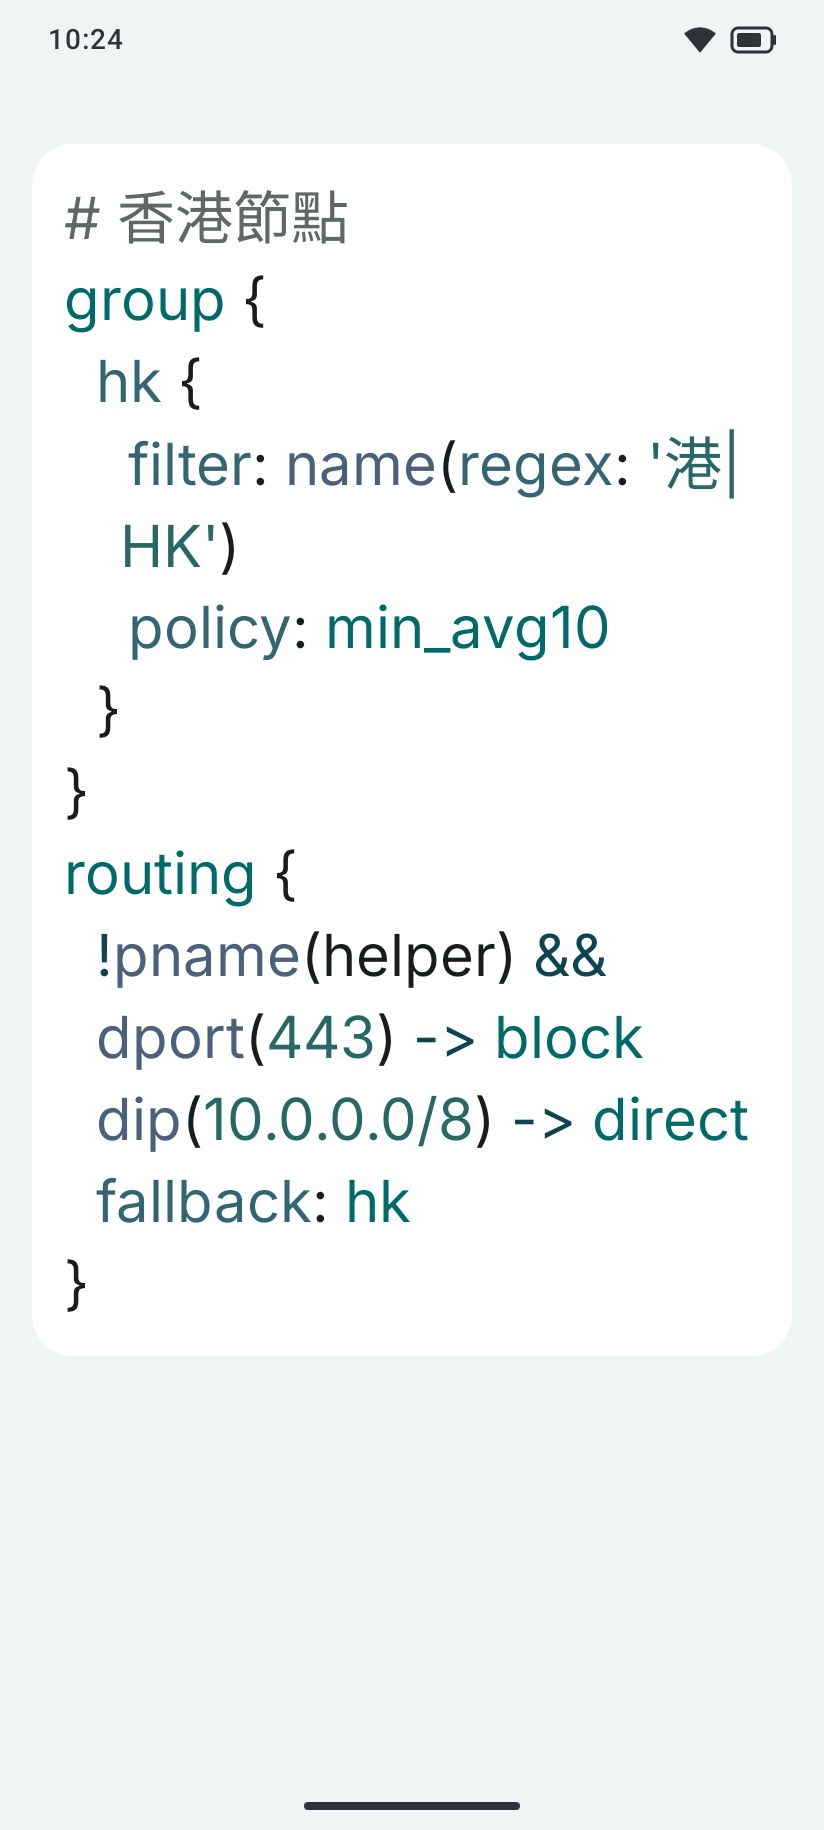 10:24
# 香港節點
group {
hk {
filter: name(regex: '港|
HK')
policy: min_avg10
}
}
routing {
!pname(helper) &&
dport(443) -> block
dip(10.0.0.0/8) -> direct
fallback: hk
}